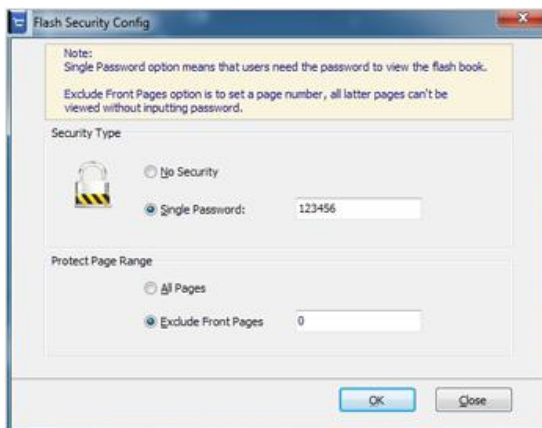 Flash Security Config
Note:
Single Password option means that users need the password to view the flash book.
Exclude Front Pages option is to set a page number, all latter pages can't be
viewed without inputting password.
Security Type
No Security
Single Password:
123456
Protect Page Range
All Pages
Exclude Front Pages
0
OK
Close